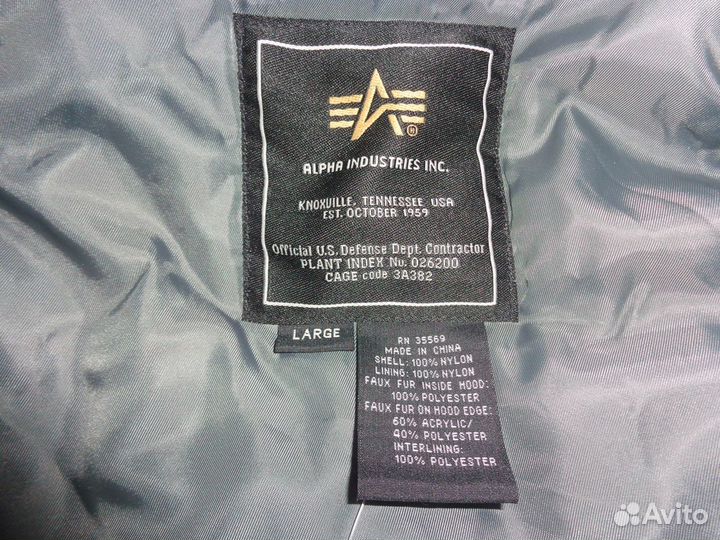 ALPHA INDUSTRIES INC.
KNOXVILLE, TENNESSEE USA
EST. OCTOBER 1959
Official U.S. Defense Dept. Contractor
PLANT INDEX No. 026200
CAGE code 3A382
LARGE
RN 35569
MADE IN CHINA
SHELL: 100% NYLON
LINING: 100% NYLON
FAUX FUR INSIDE HOOD:
100% POLYESTER
FAUX FUR ON HOOD EDGE:
60% ACRYLIC/
40% POLYESTER
INTERLINING:
100% POLYESTER
Avito